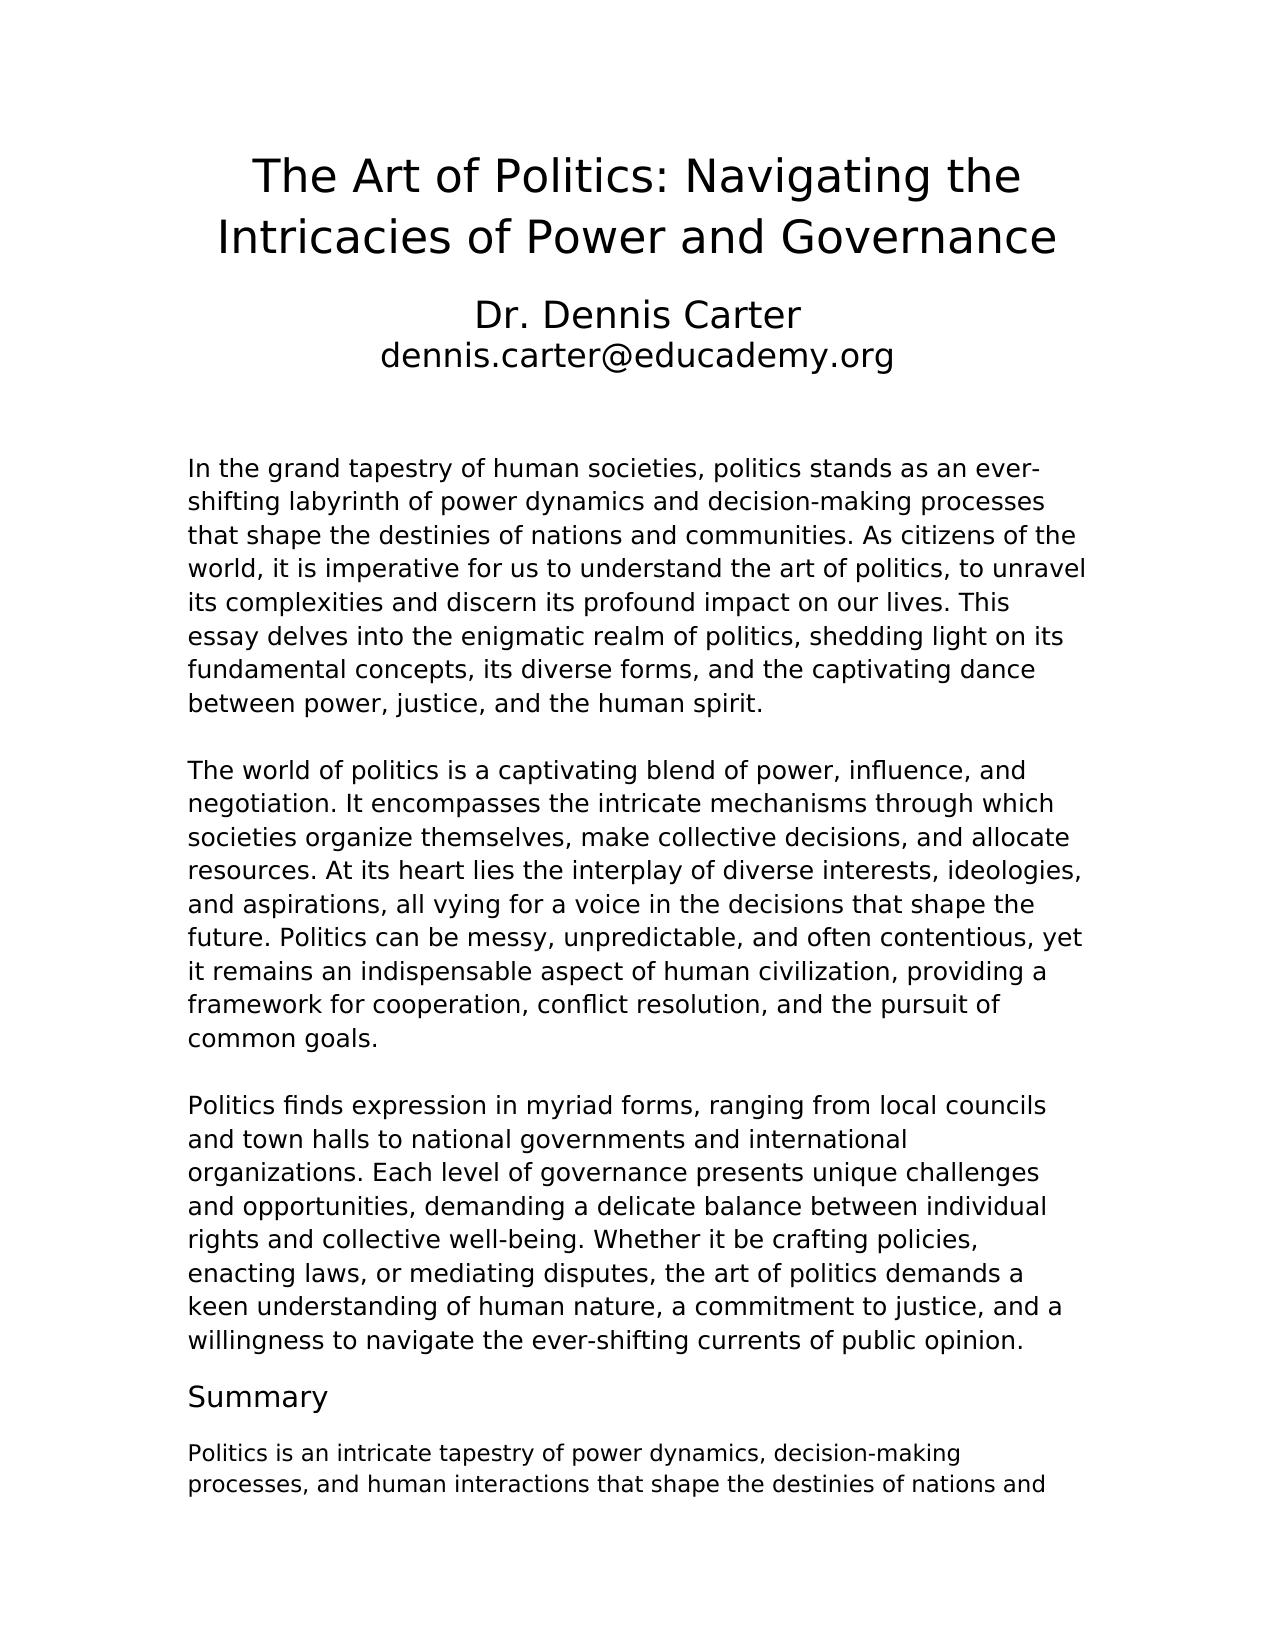 The Art of Politics: Navigating the
Intricacies of Power and Governance
Dr. Dennis Carter
dennis.carter@educademy.org
In the grand tapestry of human societies, politics stands as an ever-
shifting labyrinth of power dynamics and decision-making processes
that shape the destinies of nations and communities. As citizens of the
world, it is imperative for us to understand the art of politics, to unravel
its complexities and discern its profound impact on our lives. This
essay delves into the enigmatic realm of politics, shedding light on its
fundamental concepts, its diverse forms, and the captivating dance
between power, justice, and the human spirit.
The world of politics is a captivating blend of power, influence, and
negotiation. It encompasses the intricate mechanisms through which
societies organize themselves, make collective decisions, and allocate
resources. At its heart lies the interplay of diverse interests, ideologies,
and aspirations, all vying for a voice in the decisions that shape the
future. Politics can be messy, unpredictable, and often contentious, yet
it remains an indispensable aspect of human civilization, providing a
framework for cooperation, conflict resolution, and the pursuit of
common goals.
Politics finds expression in myriad forms, ranging from local councils
and town halls to national governments and international
organizations. Each level of governance presents unique challenges
and opportunities, demanding a delicate balance between individual
rights and collective well-being. Whether it be crafting policies,
enacting laws, or mediating disputes, the art of politics demands a
keen understanding of human nature, a commitment to justice, and a
willingness to navigate the ever-shifting currents of public opinion.
Summary
Politics is an intricate tapestry of power dynamics, decision-making
processes, and human interactions that shape the destinies of nations and